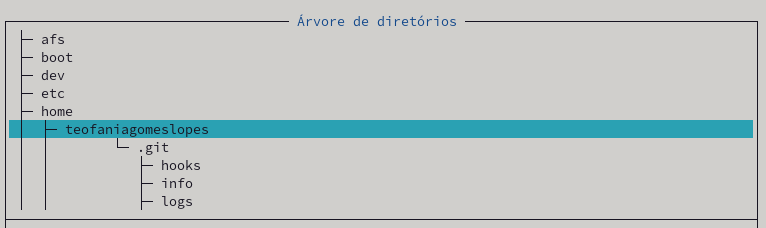 Árvore de diretórios
afs
boot
dev
etc
home
teofaniagomeslopes
.git
hooks
info
logs